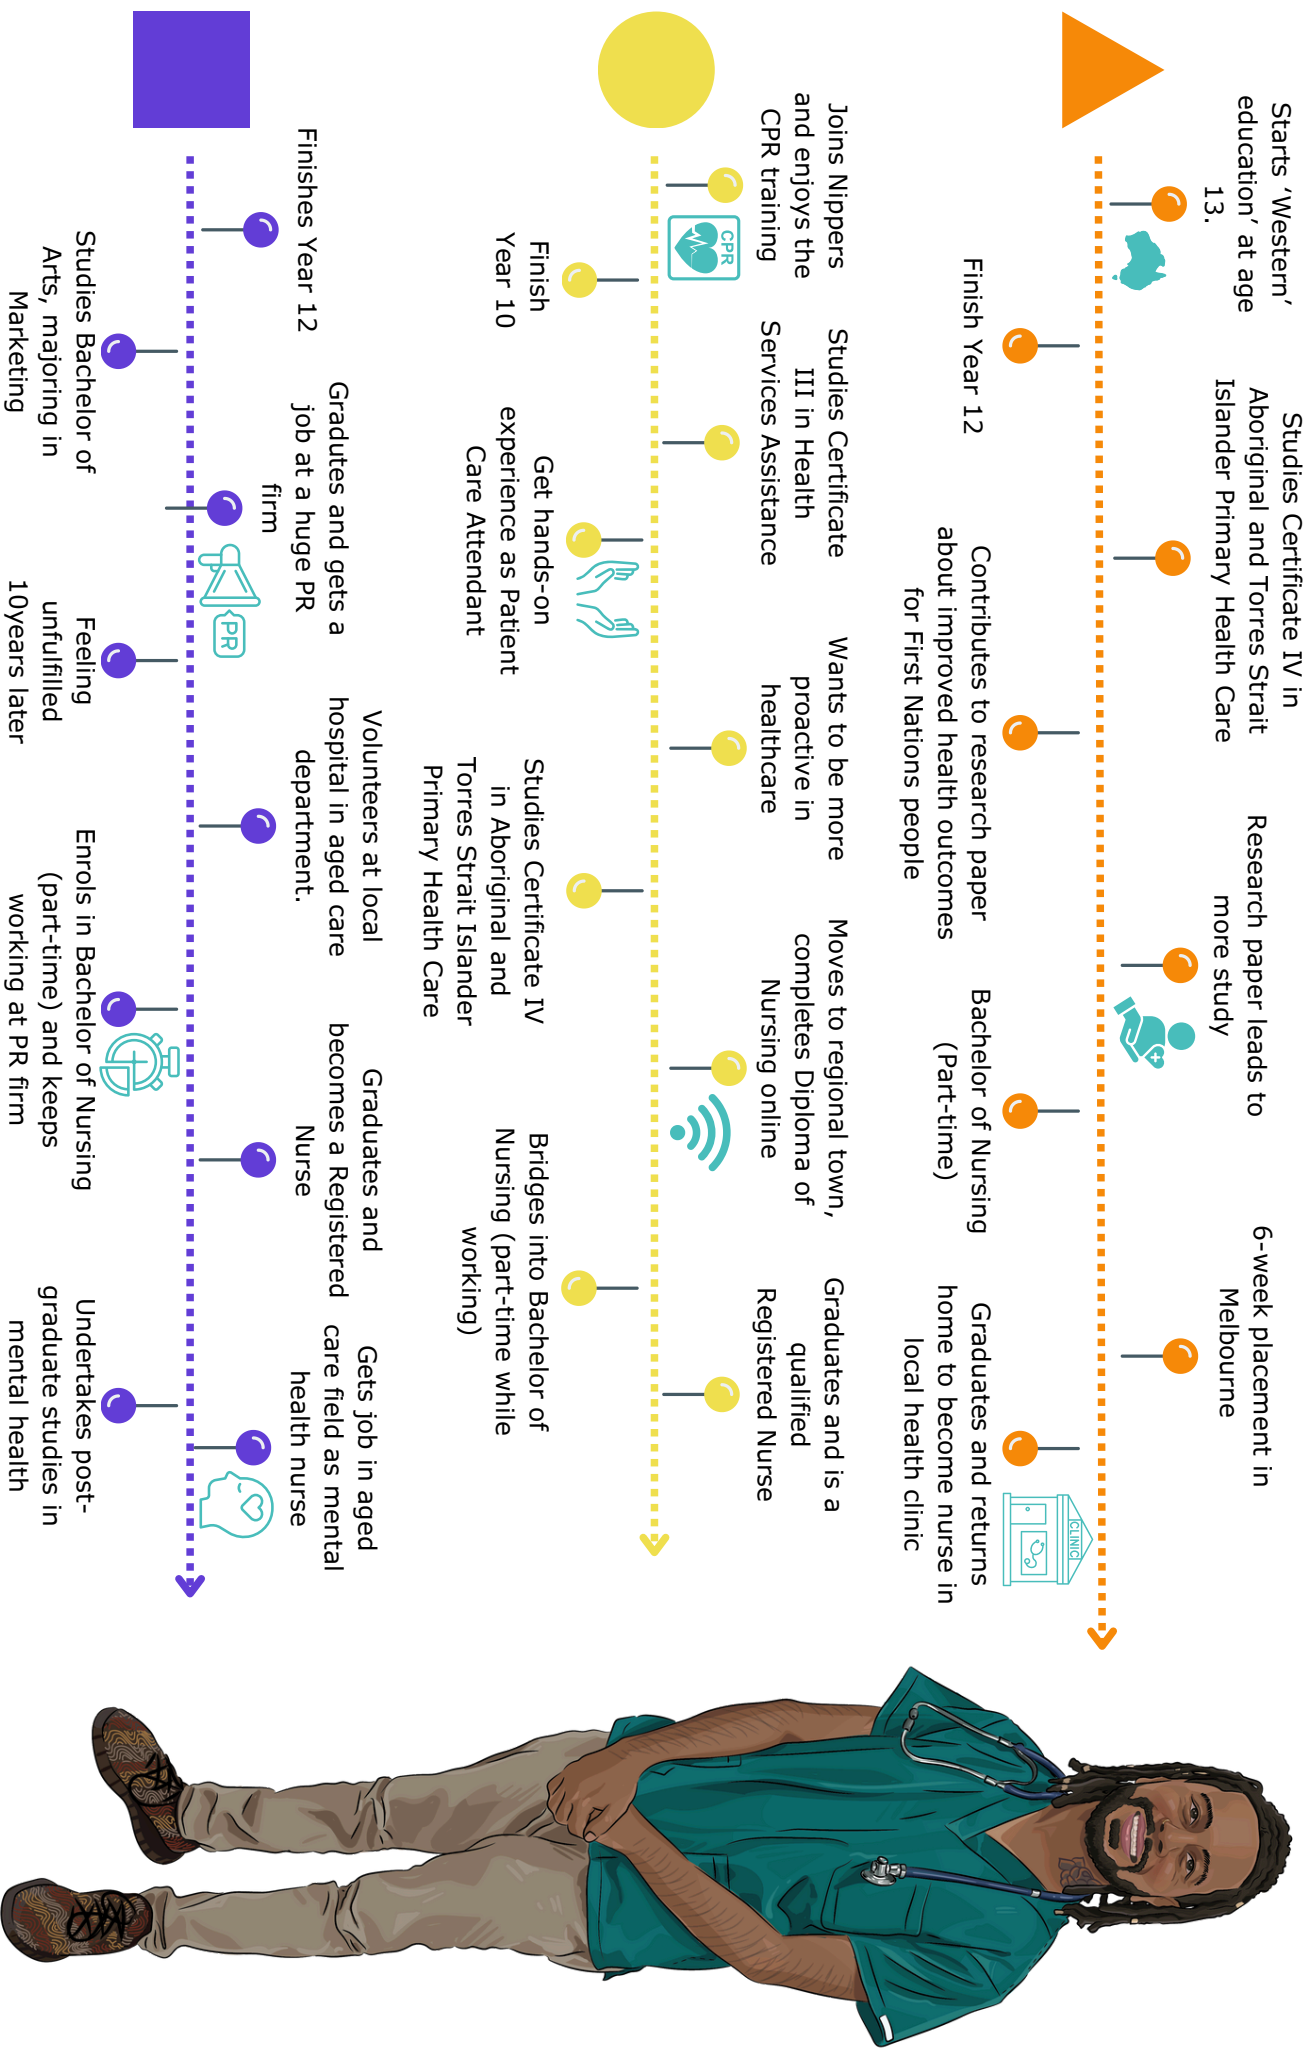 Starts ‘Western’
education’ at age
13.
Finish Year 12
Studies Certificate IV in
Aboriginal and Torres Strait
Islander Primary Health Care
Contributes to research paper
about improved health outcomes
for First Nations people
Research paper leads to
more study
Bachelor of Nursing
(Part-time)
6-week placement in
Melbourne
Graduates and returns
home to become nurse in
local health clinic
CLINIC
Joins Nippers
and enjoys the
CPR training
CPR
Finish
Year 10
Studies Certificate
III in Health
Services Assistance
Get hands-on
experience as Patient
Care Attendant
Wants to be more
proactive in
healthcare
Studies Certificate IV
in Aboriginal and
Torres Strait Islander
Primary Health Care
Moves to regional town,
completes Diploma of
Nursing online
Bridges into Bachelor of
Nursing (part-time while
working)
Graduates and is a
qualified
Registered Nurse
Finishes Year 12
Studies Bachelor of
Arts, majoring in
Marketing
Gradutes and gets a
job at a huge PR
firm
PR
Feeling
unfulfilled
10years later
Volunteers at local
hospital in aged care
department.
Enrols in Bachelor of Nursing
(part-time) and keeps
working at PR firm
Graduates and
becomes a Registered
Nurse
Undertakes post-
graduate studies in
mental health
Gets job in aged
care field as mental
health nurse